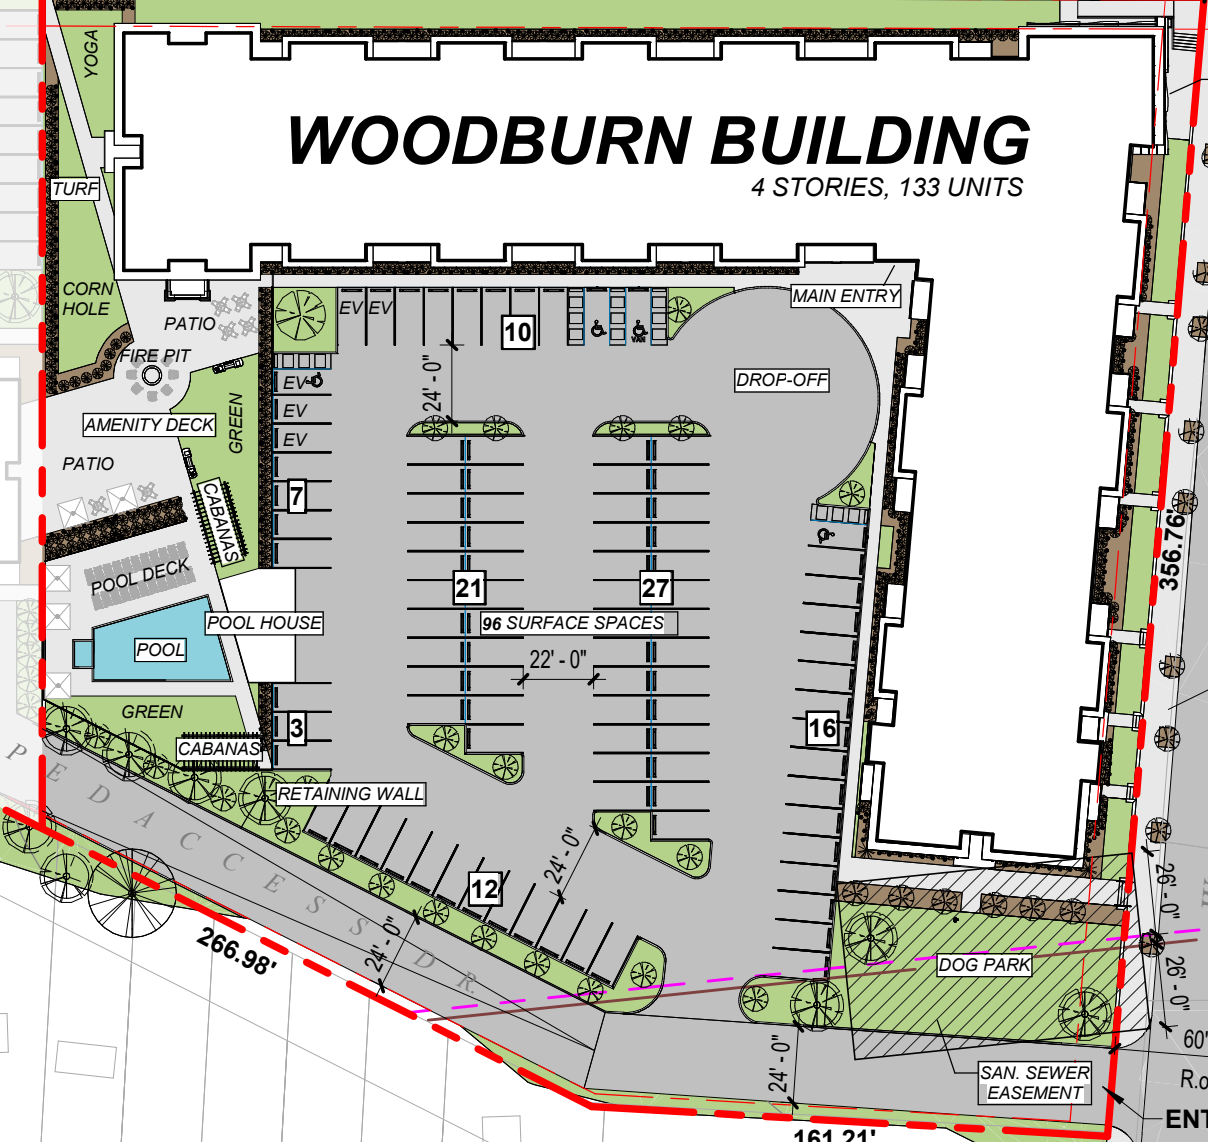 YOGA
WOODBURN BUILDING
4 STORIES, 133 UNITS
TURF
CORN
HOLE
PATIO
MAIN ENTRY
EV EV
10
VAN
FIRE PIT
DROP-OFF
24' - 0"
EV
EV
EV
AMENITY DECK
GREEN
PATIO
7
CABANAS
356.76'
POOL DECK
21
27
POOL HOUSE
96 SURFACE SPACES
POOL
22' - 0"
GREEN
3
16
CABANAS
RETAINING WALL
PED ACCESS DR.
24' - 0"
12
26' - 0"
266.98'
24' - 0"
DOG PARK
26' - 0"
60'
24' - 0"
SAN. SEWER
EASEMENT
R.o
ENT
161.21'